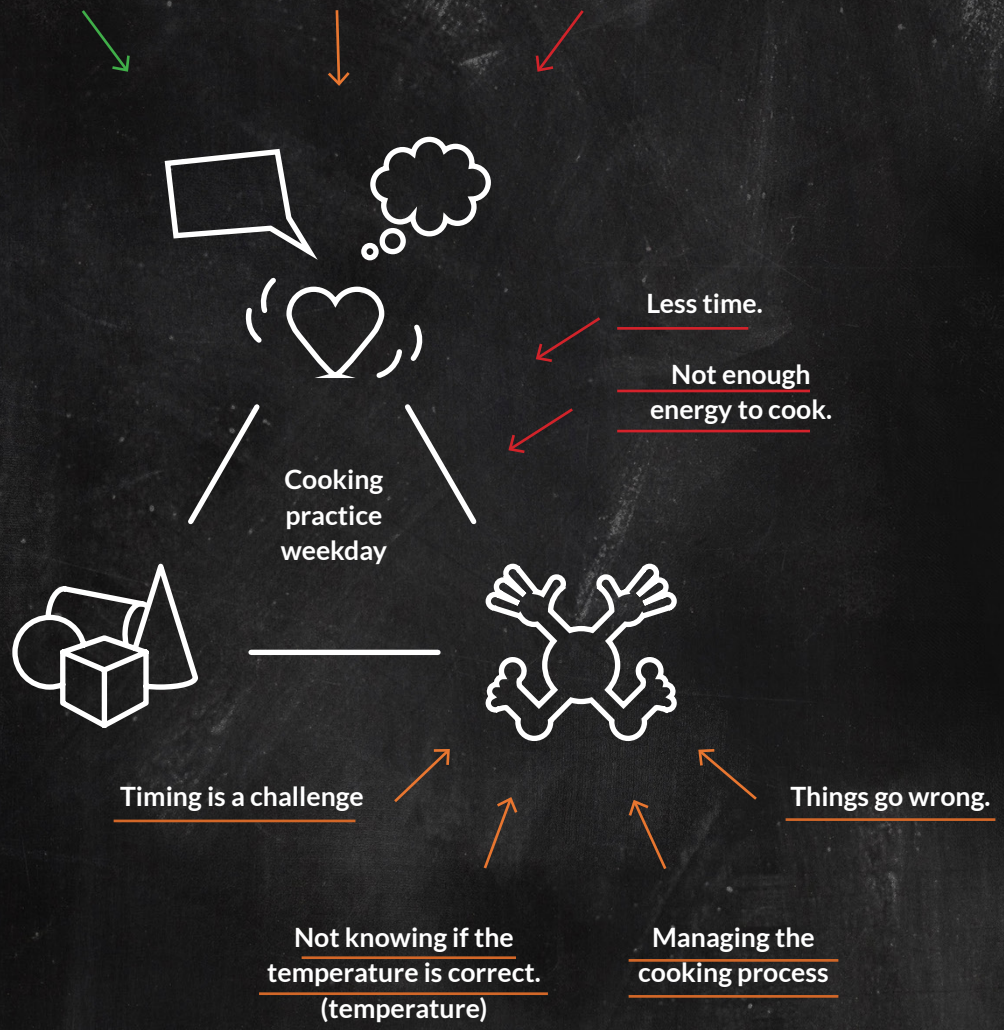 Less time.
Not enough
energy to cook.
Cooking
practice
weekday
Timing is a challenge
Things go wrong.
Not knowing if the
temperature is correct.
(temperature)
Managing the
cooking process